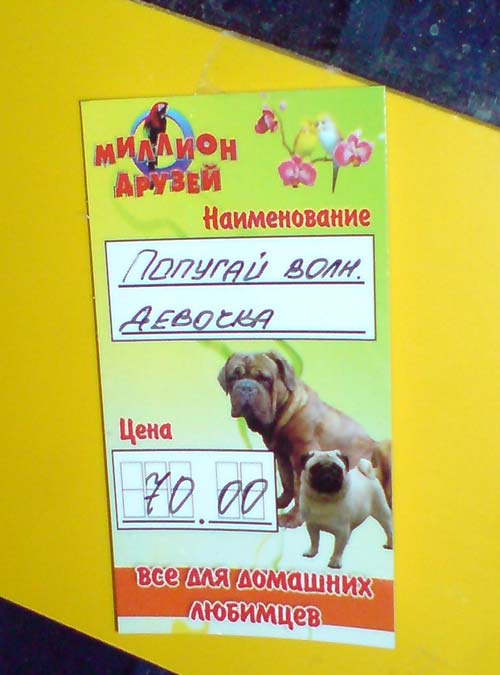 МИЛЛИОН
ДРУЗЕЙ
Наименование
ПОПУГАЙ ВОЛН.
ДЕВОЧКА
Цена
70.00
ВСЕ ДЛЯ ДОМАШНИХ
ЛЮБИМЦЕВ